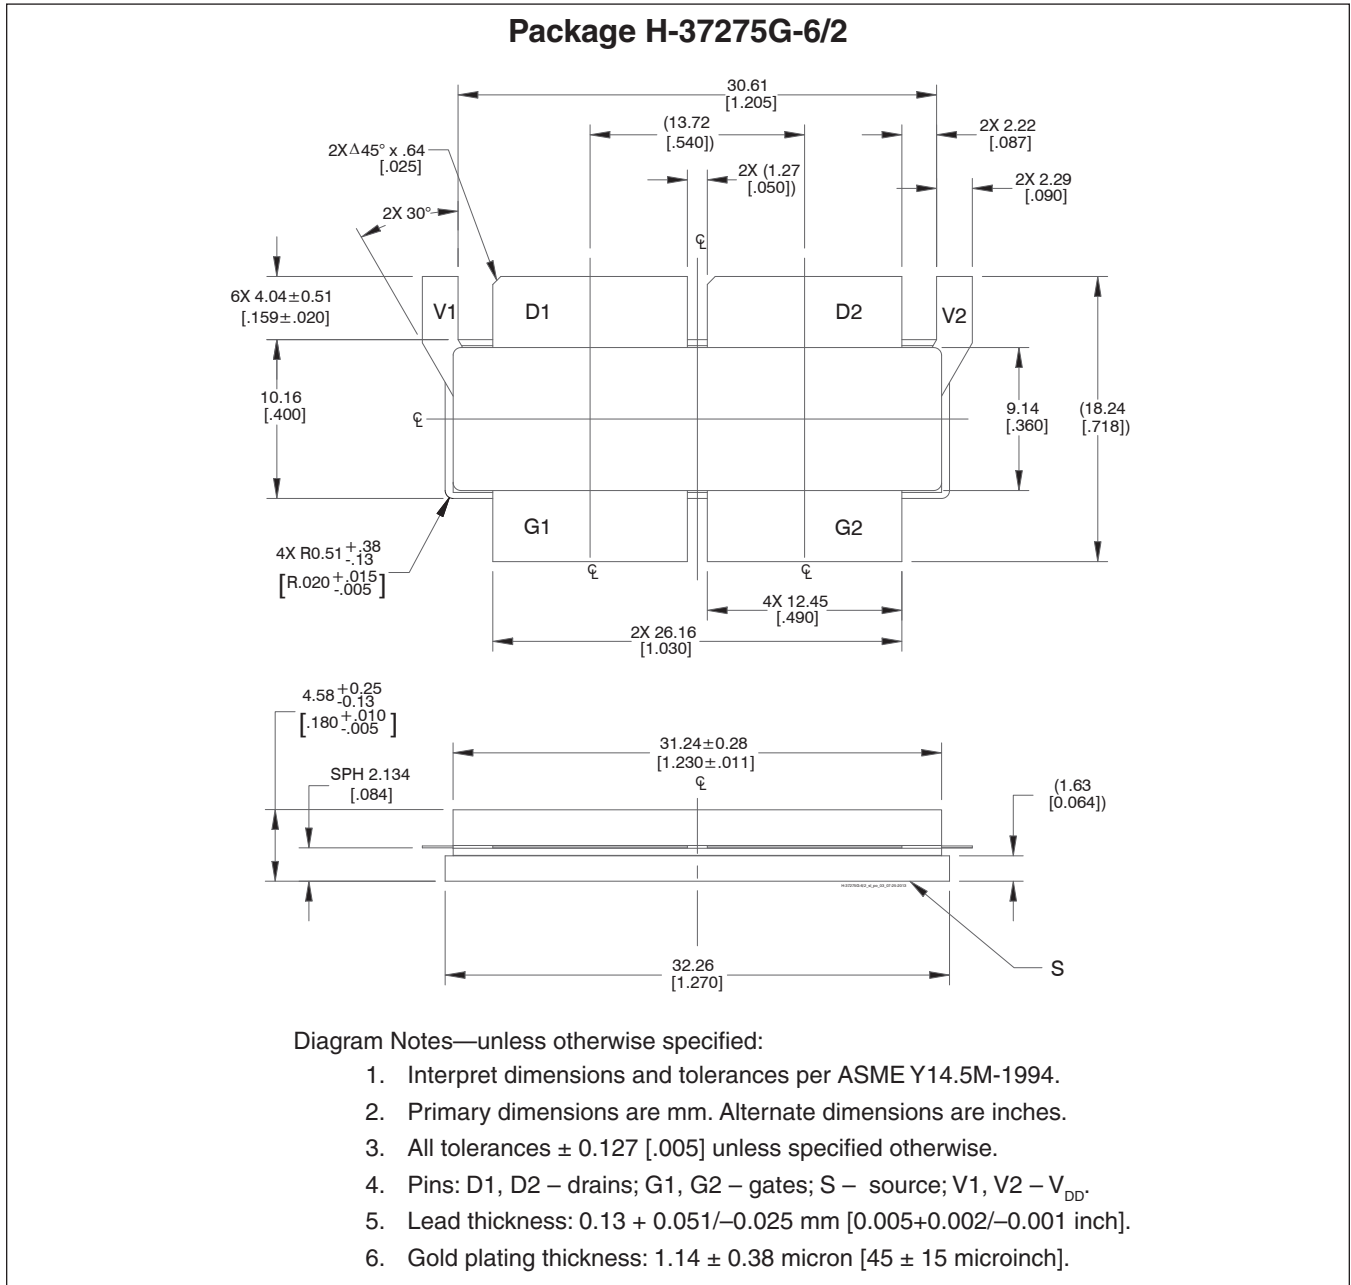 Package H-37275G-6/2
30.61
[1.205]
(13.72
[.540])
2X 2.22
[.087]
2X Δ45° x .64
[.025]
2X (1.27
[.050])
2X 2.29
[.090]
2X 30°
℄
6X 4.04±0.51
[.159±.020]
V1
D1
D2
V2
10.16
[.400]
℄
9.14
[.360]
(18.24
[.718])
G1
G2
4X R0.51 +.38
-.13
[R.020 +.015
-.005]
℄
℄
4X 12.45
[.490]
2X 26.16
[1.030]
4.58 +0.25
-0.13
[.180 +.010
-.005]
31.24±0.28
[1.230±.011]
℄
SPH 2.134
[.084]
(1.63
[0.064])
32.26
[1.270]
S
Diagram Notes—unless otherwise specified:
1. Interpret dimensions and tolerances per ASME Y14.5M-1994.
2. Primary dimensions are mm. Alternate dimensions are inches.
3. All tolerances ± 0.127 [.005] unless specified otherwise.
4. Pins: D1, D2 – drains; G1, G2 – gates; S – source; V1, V2 – VDD.
5. Lead thickness: 0.13 + 0.051/–0.025 mm [0.005+0.002/–0.001 inch].
6. Gold plating thickness: 1.14 ± 0.38 micron [45 ± 15 microinch].